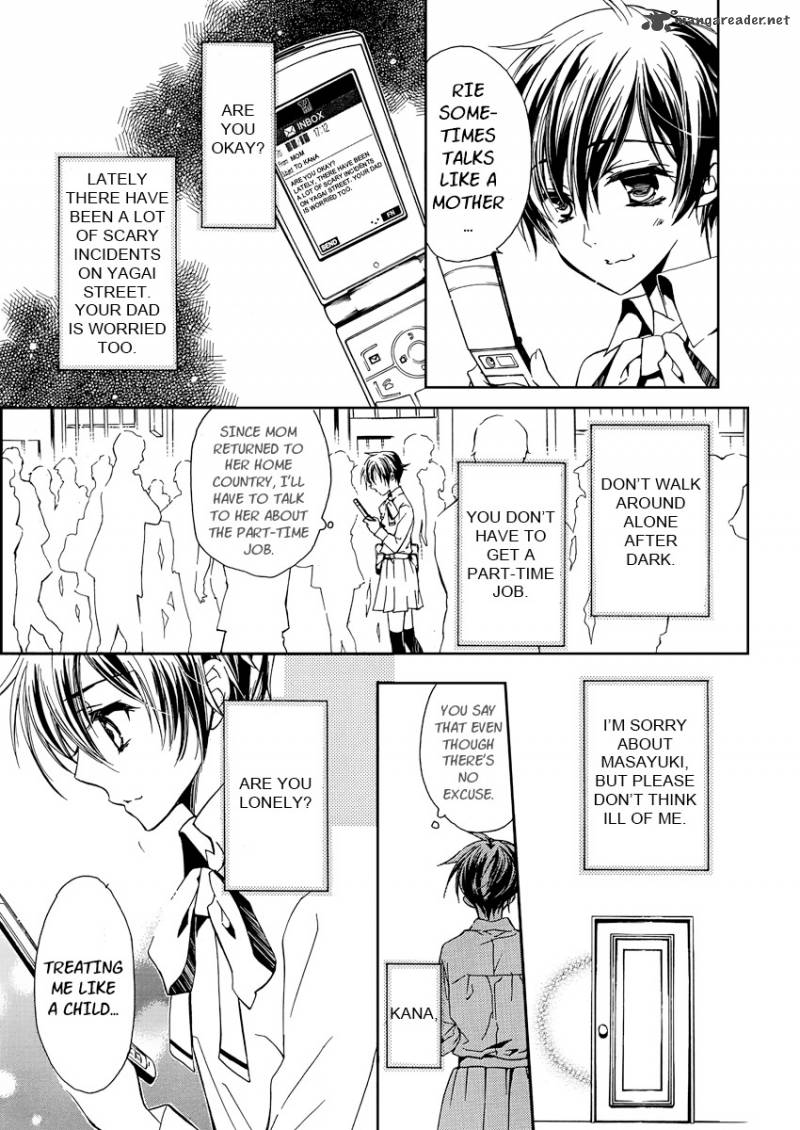 mangareader.net
RIE
SOME-
TIMES
TALKS
LIKE A
MOTHER
...
ARE
YOU
OKAY?
INBOX
17:12
From MOM
TO KANA
ARE YOU OKAY?
LATELY, THERE HAVE BEEN
A LOT OF SCARY INCIDENTS
ON YAGAI STREET. YOUR DAD
IS WORRIED TOO.
SEND
FN
LATELY
THERE HAVE
BEEN A LOT
OF SCARY
INCIDENTS
ON YAGAI
STREET.
YOUR DAD
IS WORRIED
TOO.
DON'T WALK
AROUND
ALONE
AFTER
DARK.
YOU DON'T
HAVE TO
GET A
PART-TIME
JOB.
SINCE MOM
RETURNED TO
HER HOME
COUNTRY, I'LL
HAVE TO TALK
TO HER ABOUT
THE PART-TIME
JOB.
I'M SORRY
ABOUT
MASAYUKI,
BUT PLEASE
DON'T THINK
ILL OF ME.
YOU SAY
THAT EVEN
THOUGH
THERE'S
NO
EXCUSE.
KANA,
ARE YOU
LONELY?
TREATING
ME LIKE
A CHILD...